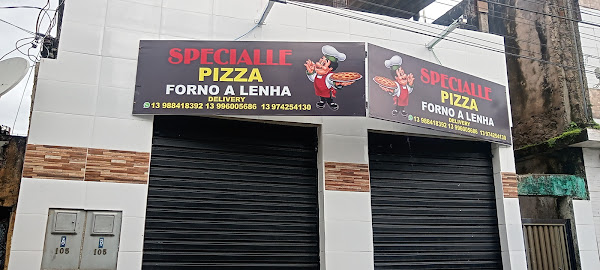 SPECIALLE
PIZZA
FORNO A LENHA
DELIVERY
13 988418392 13 996005686 13 974254130
SPECIALLE
PIZZA
FORNO A LENHA
DELIVERY
13 988418392 13 996005686 13 974254130
A
105
B
105